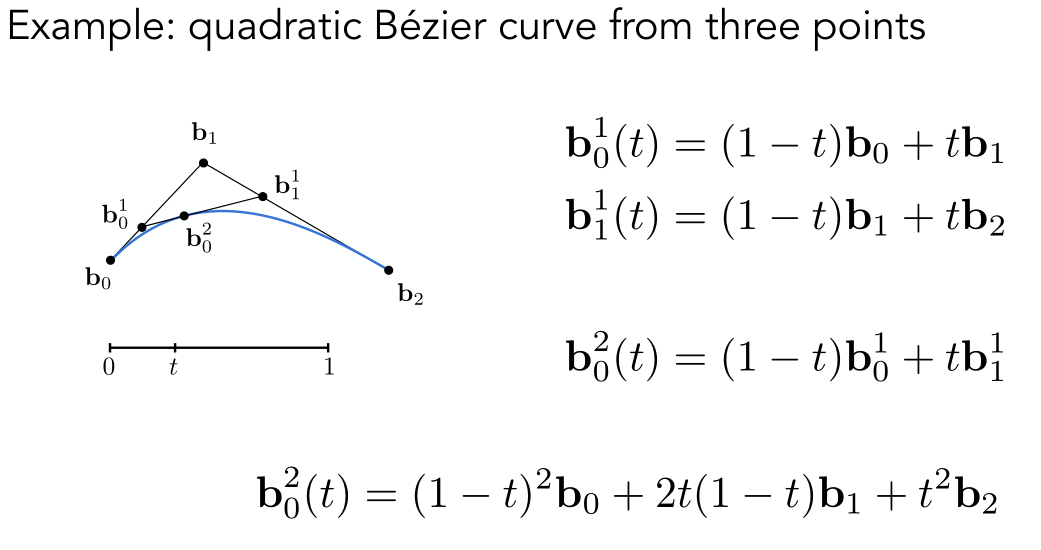 Example: quadratic Bézier curve from three points
b₁
b₁¹
b₀¹
b₀²
b₀
b₂
0 t 1
b₀¹(t) = (1 − t)b₀ + tb₁
b₁¹(t) = (1 − t)b₁ + tb₂
b₀²(t) = (1 − t)b₀¹ + tb₁¹
b₀²(t) = (1 − t)²b₀ + 2t(1 − t)b₁ + t²b₂